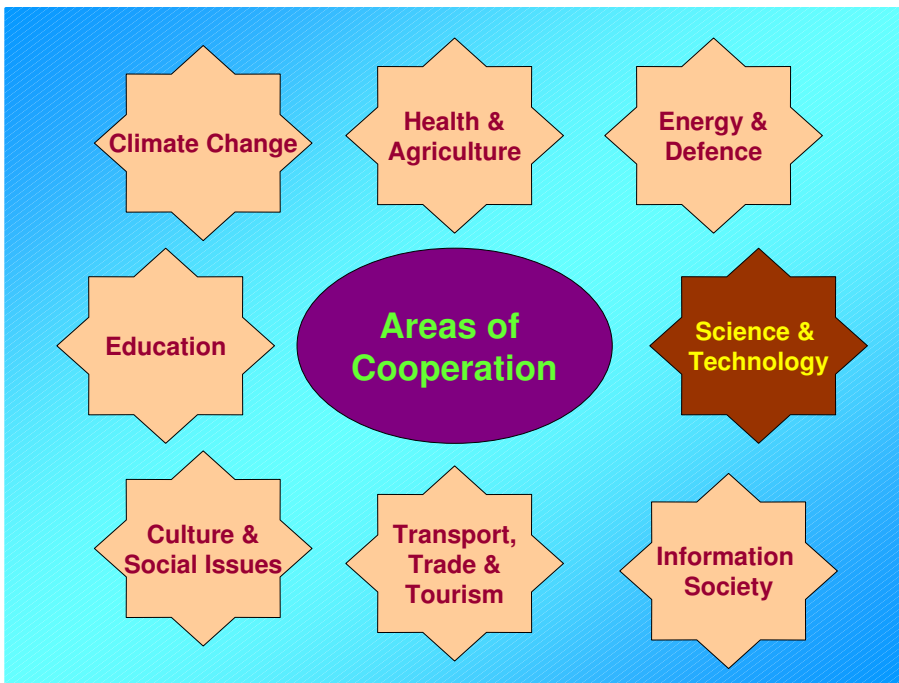 Climate Change
Health &
Agriculture
Energy &
Defence
Education
Areas of
Cooperation
Science &
Technology
Culture &
Social Issues
Transport,
Trade &
Tourism
Information
Society